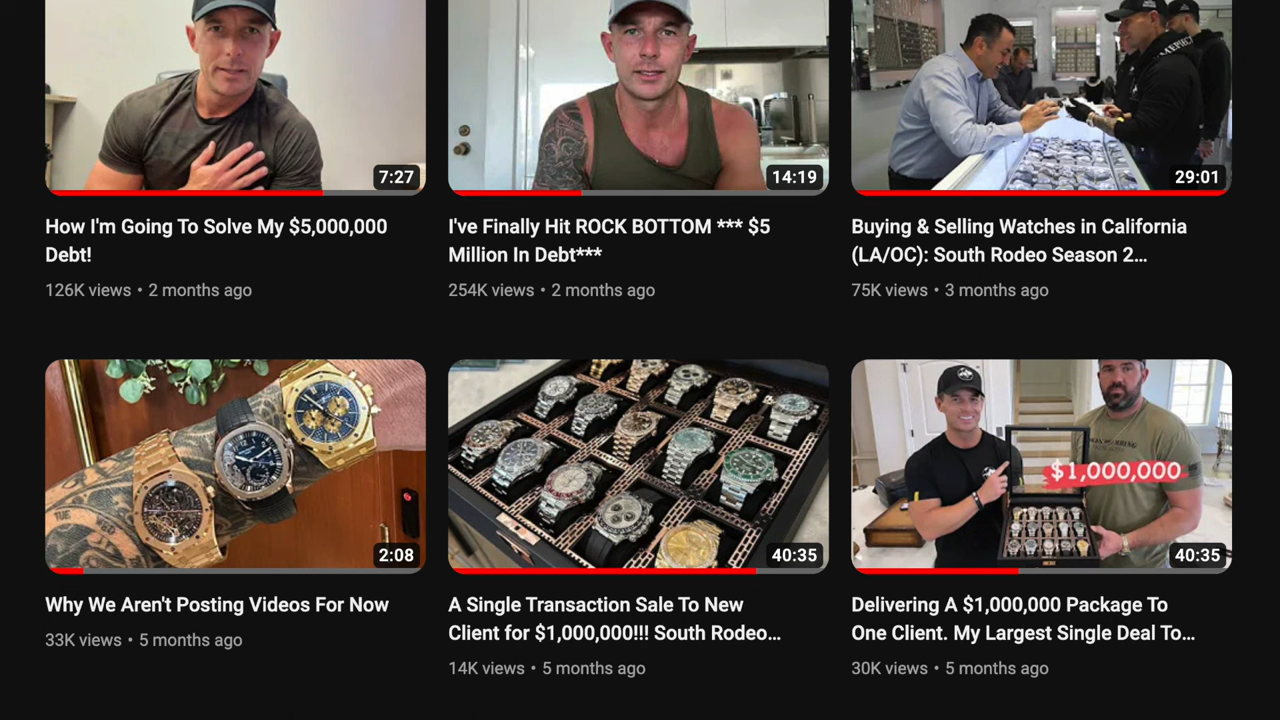 7:27
14:19
29:01
How I'm Going To Solve My $5,000,000
Debt!
126K views • 2 months ago
I've Finally Hit ROCK BOTTOM *** $5
Million In Debt***
254K views • 2 months ago
Buying & Selling Watches in California
(LA/OC): South Rodeo Season 2...
75K views • 3 months ago
TUE WED
2:08
40:35
$1,000,000
40:35
Why We Aren't Posting Videos For Now
33K views • 5 months ago
A Single Transaction Sale To New
Client for $1,000,000!!! South Rodeo...
14K views • 5 months ago
Delivering A $1,000,000 Package To
One Client. My Largest Single Deal To...
30K views • 5 months ago